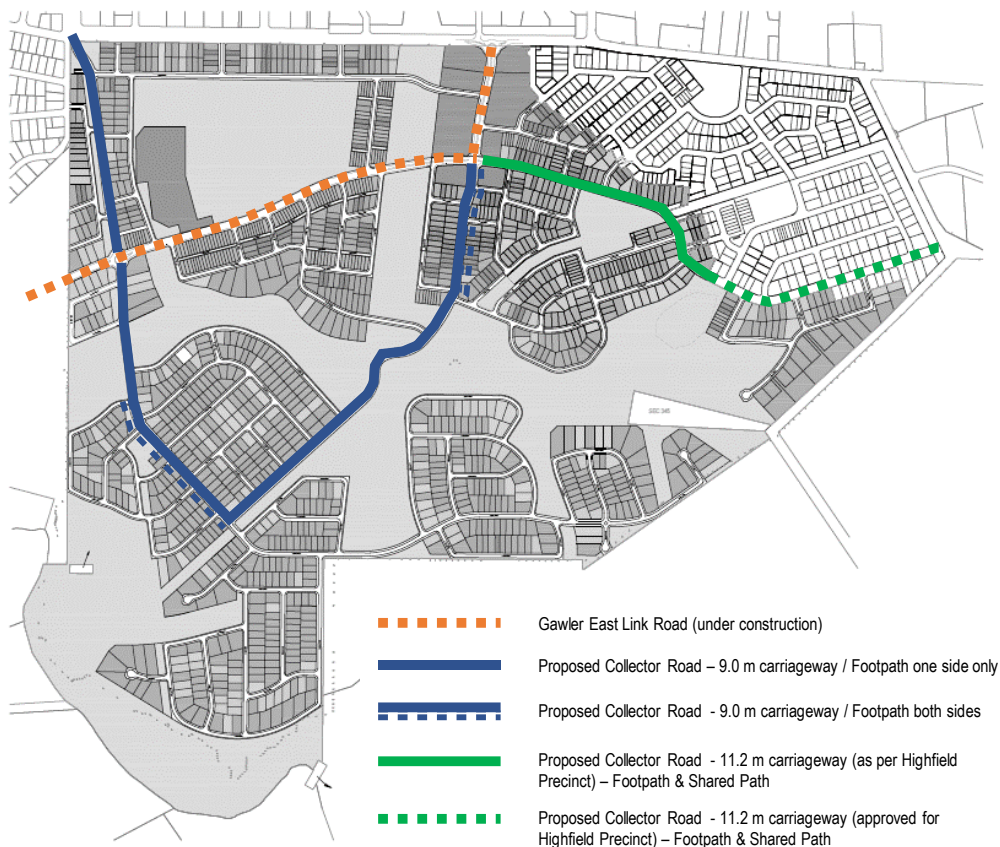 SEC 345
Gawler East Link Road (under construction)
Proposed Collector Road – 9.0 m carriageway / Footpath one side only
Proposed Collector Road - 9.0 m carriageway / Footpath both sides
Proposed Collector Road - 11.2 m carriageway (as per Highfield
Precinct) – Footpath & Shared Path
Proposed Collector Road - 11.2 m carriageway (approved for
Highfield Precinct) – Footpath & Shared Path